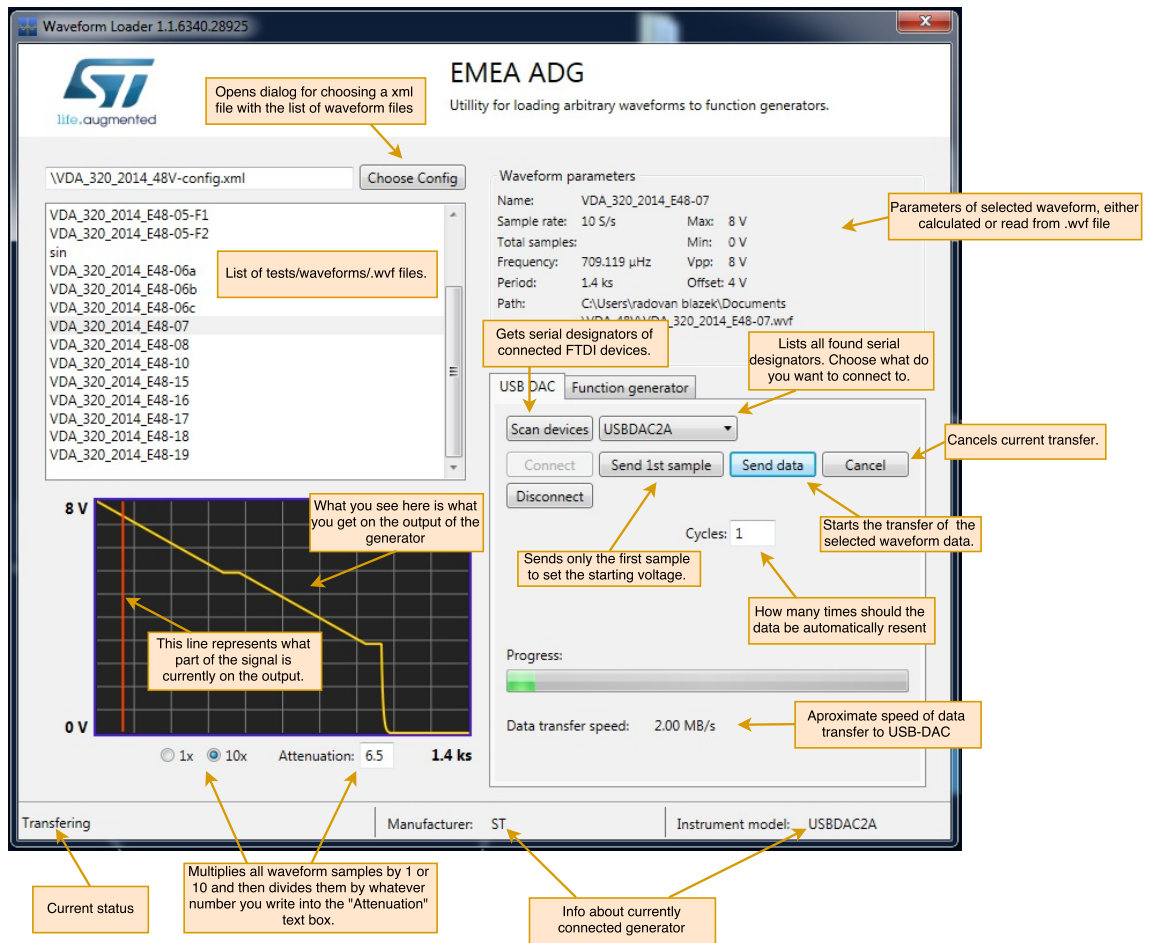 Waveform Loader 1.1.6340.28925
x
ST
life.augmented
EMEA ADG
Utillity for loading arbitrary waveforms to function generators.
Opens dialog for choosing a xml
file with the list of waveform files
\VDA_320_2014_48V-config.xml
Choose Config
VDA_320_2014_E48-05-F1
VDA_320_2014_E48-05-F2
sin
VDA_320_2014_E48-06a
VDA_320_2014_E48-06b
VDA_320_2014_E48-06c
VDA_320_2014_E48-07
VDA_320_2014_E48-08
VDA_320_2014_E48-10
VDA_320_2014_E48-15
VDA_320_2014_E48-16
VDA_320_2014_E48-17
VDA_320_2014_E48-18
VDA_320_2014_E48-19
List of tests/waveforms/.wvf files.
Waveform parameters
Name: VDA_320_2014_E48-07
Sample rate: 10 S/s Max: 8 V
Total samples: Min: 0 V
Frequency: 709.119 µHz Vpp: 8 V
Period: 1.4 ks Offset: 4 V
Path: C:\Users\radovan blazek\Documents
VDA_320_2014_E48-07.wvf
Parameters of selected waveform, either
calculated or read from .wvf file
Gets serial designators of
connected FTDI devices.
Lists all found serial
designators. Choose what do
you want to connect to.
USB DAC
Function generator
Scan devices
USBDAC2A
Connect
Send 1st sample
Send data
Cancel
Disconnect
Cancels current transfer.
Cycles: 1
Sends only the first sample
to set the starting voltage.
Starts the transfer of the
selected waveform data.
How many times should the
data be automatically resent
Progress:
Data transfer speed: 2.00 MB/s
Aproximate speed of data
transfer to USB-DAC
8 V
What you see here is what
you get on the output of the
generator
This line represents what
part of the signal is
currently on the output.
0 V
1x
10x
Attenuation: 6.5
1.4 ks
Transfering
Manufacturer: ST
Instrument model: USBDAC2A
Current status
Multiplies all waveform samples by 1 or
10 and then divides them by whatever
number you write into the "Attenuation"
text box.
Info about currently
connected generator